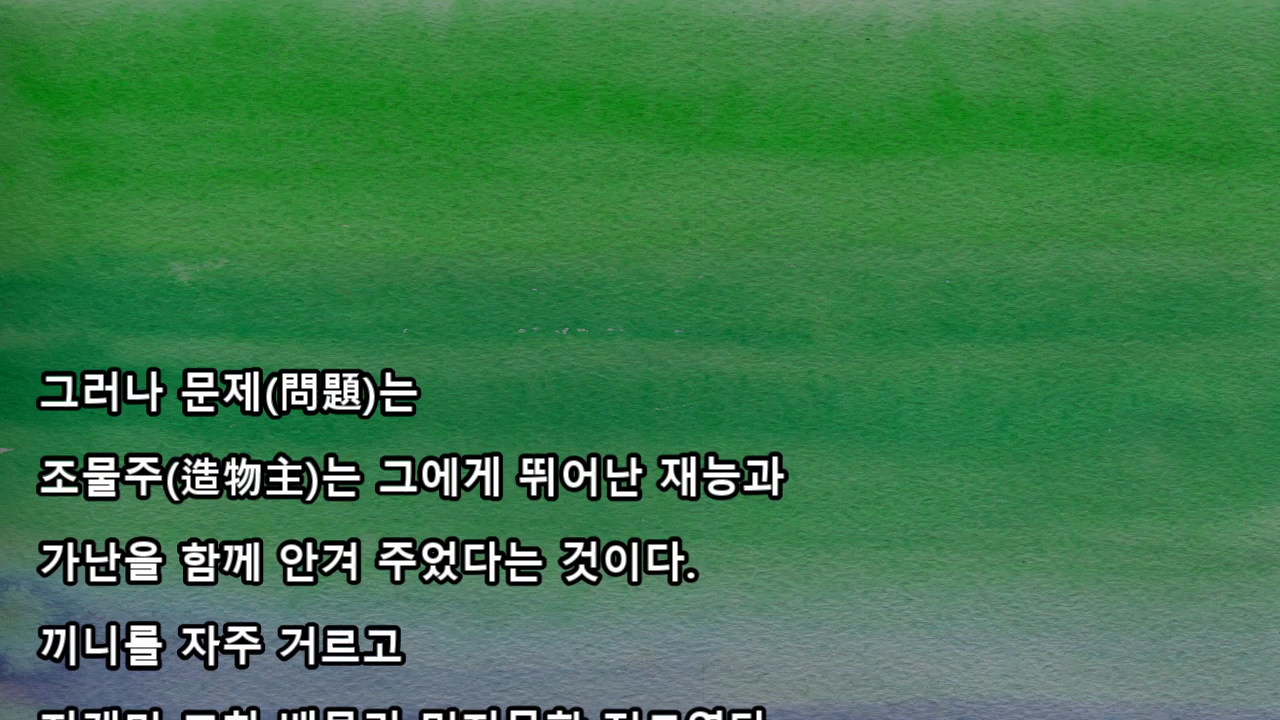 그러나 문제(問題)는
조물주(造物主)는 그에게 뛰어난 재능과
가난을 함께 안겨 주었다는 것이다.
끼니를 자주 거르고